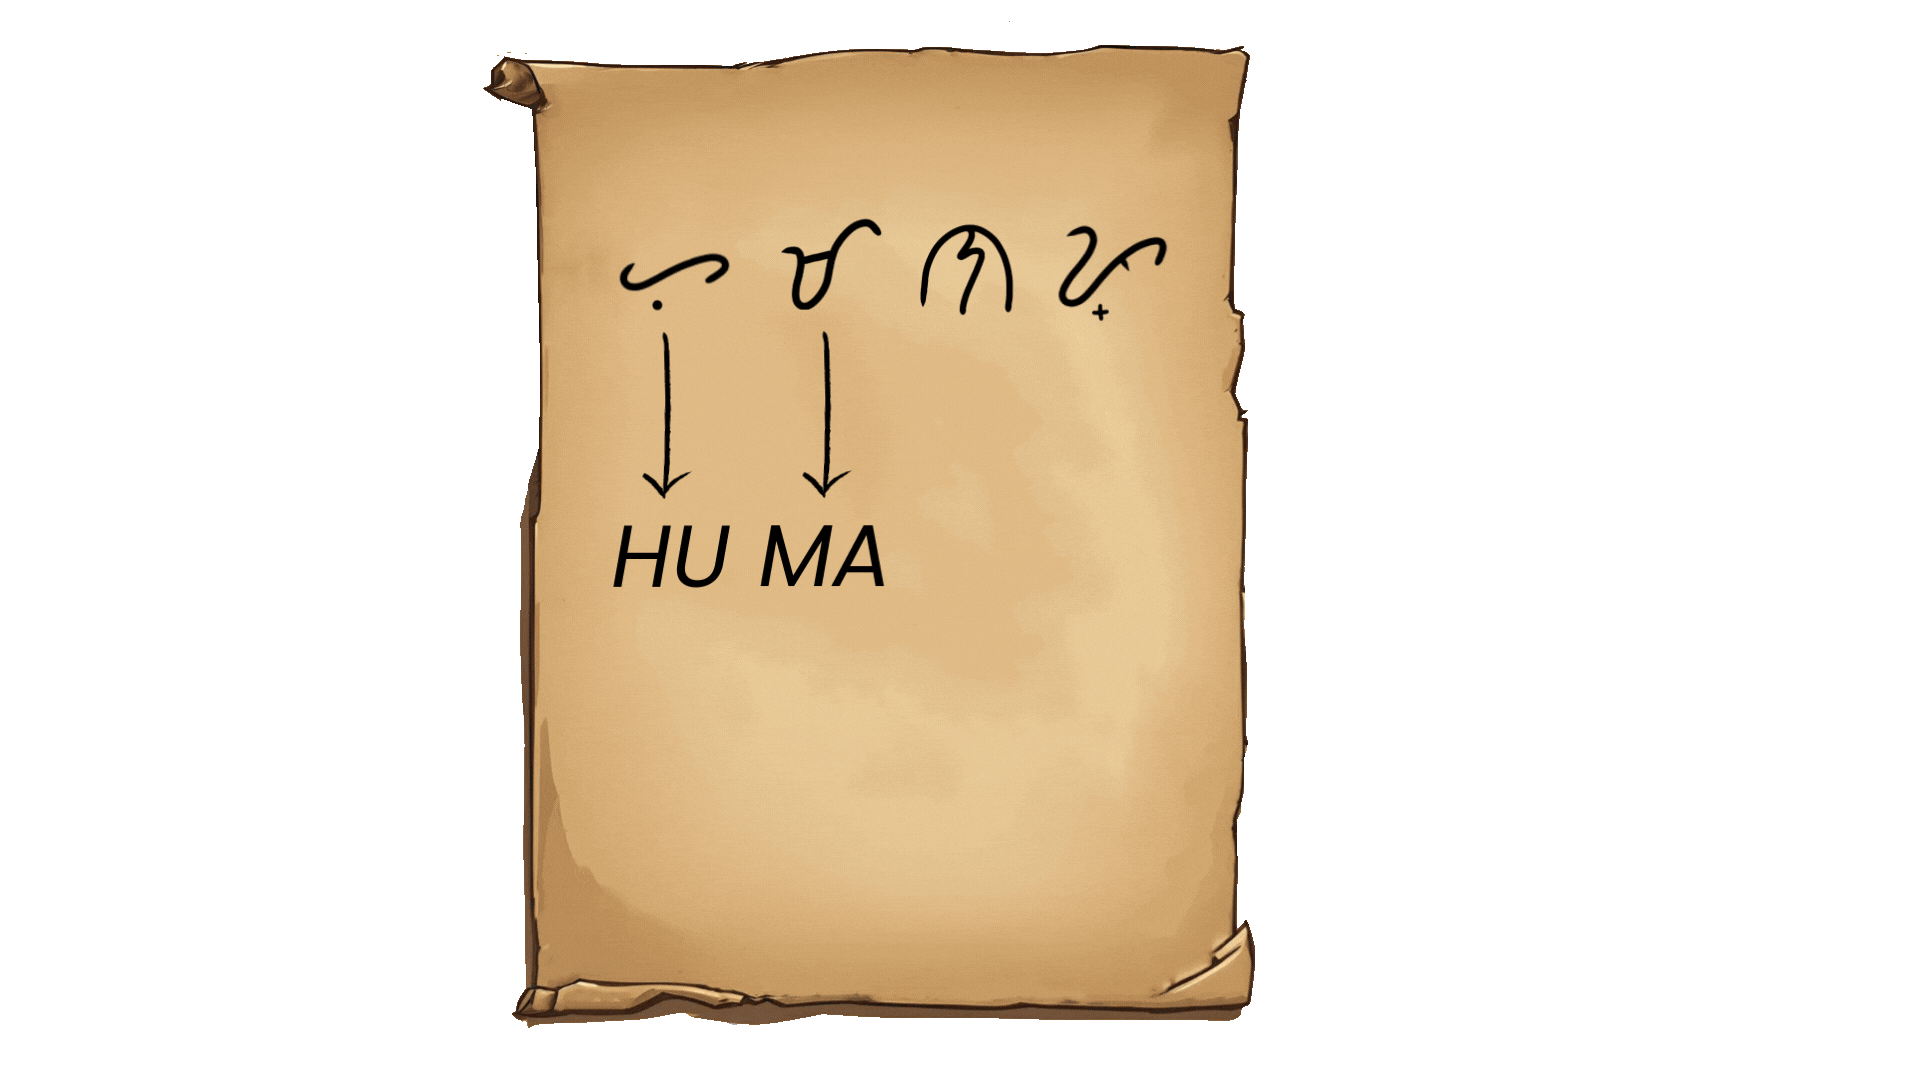 ᜑᜓ ᜋ ᜈ ᜉ᜔
HU MA